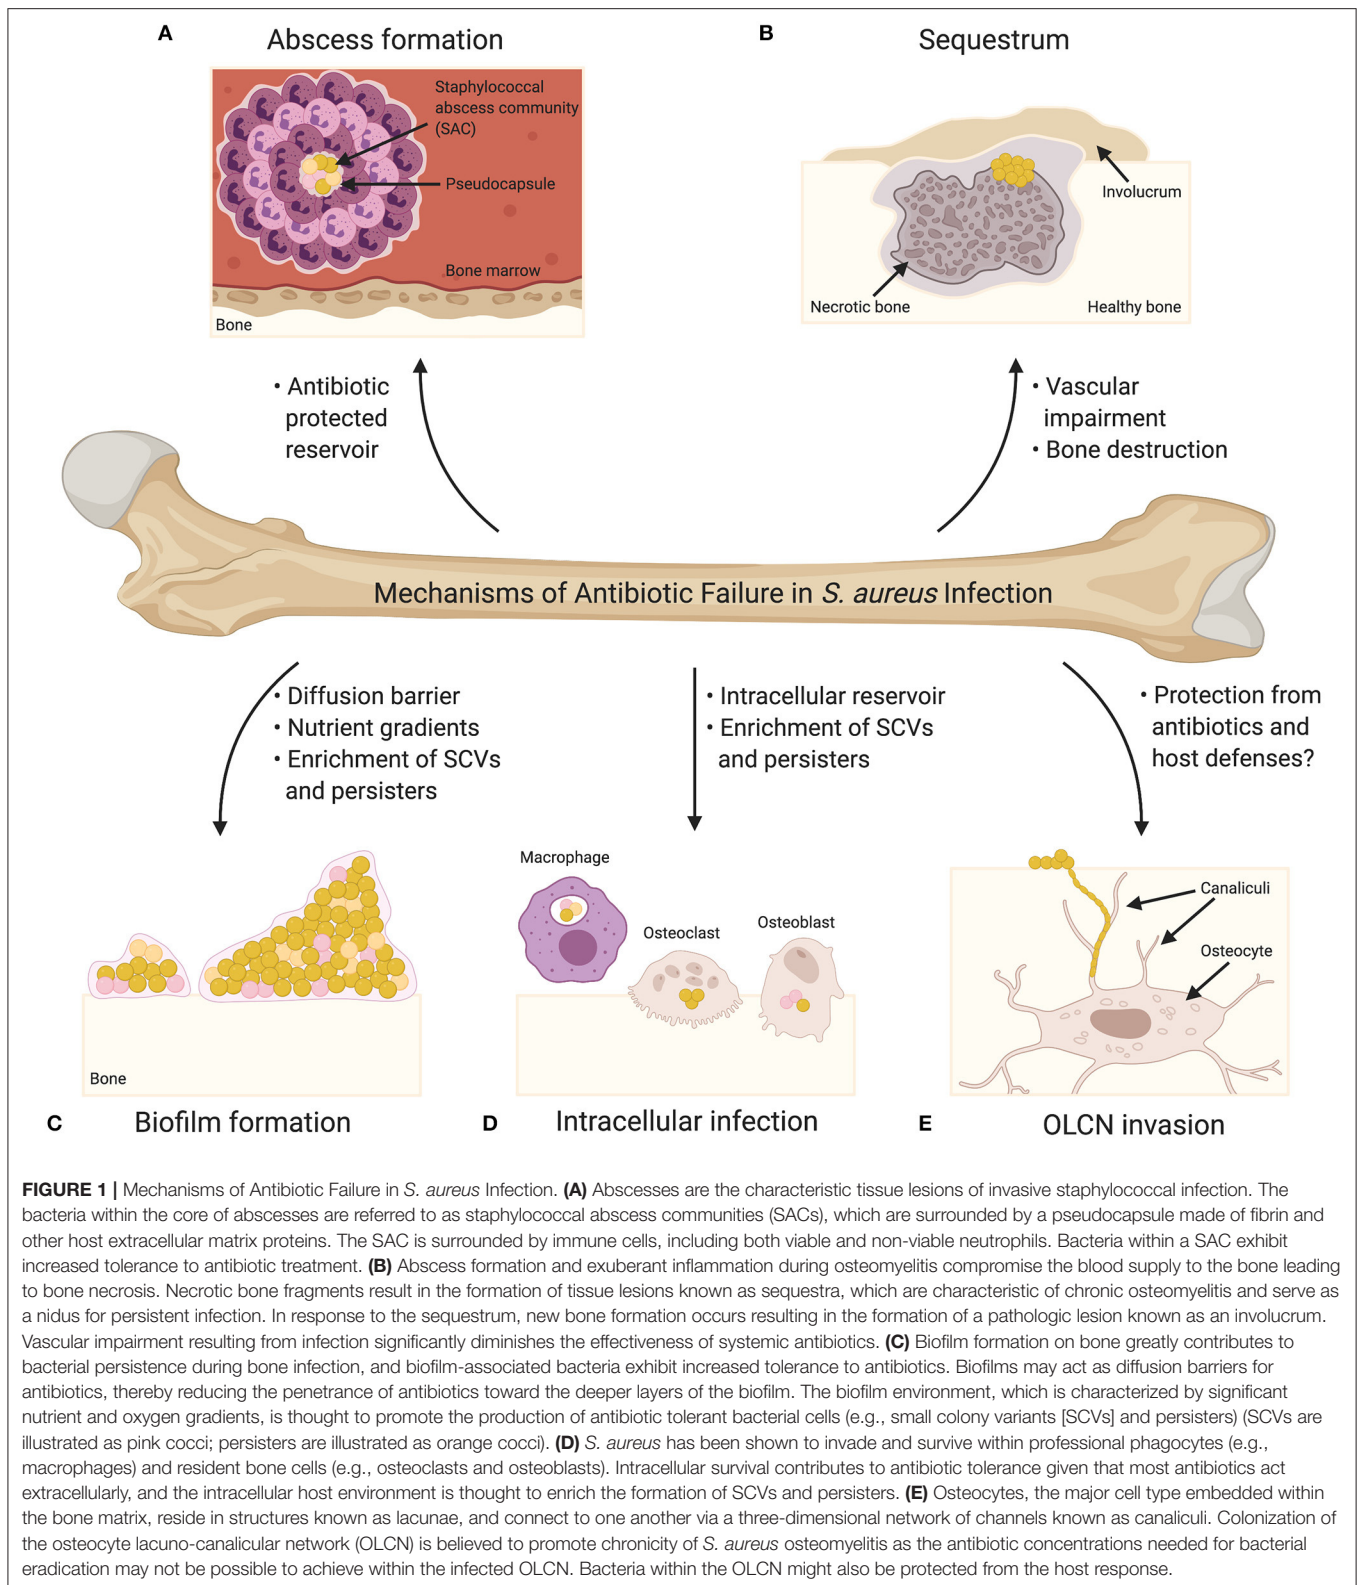 A
Abscess formation
Staphylococcal
abscess community
(SAC)
Pseudocapsule
Bone marrow
Bone
B
Sequestrum
Involucrum
Necrotic bone
Healthy bone
• Antibiotic
protected
reservoir
• Vascular
impairment
• Bone destruction
Mechanisms of Antibiotic Failure in S. aureus Infection
• Diffusion barrier
• Nutrient gradients
• Enrichment of SCVs
and persisters
• Intracellular reservoir
• Enrichment of SCVs
and persisters
• Protection from
antibiotics and
host defenses?
Bone
C
Biofilm formation
Macrophage
Osteoclast
Osteoblast
D
Intracellular infection
Canaliculi
Osteocyte
E
OLCN invasion
FIGURE 1 | Mechanisms of Antibiotic Failure in S. aureus Infection. (A) Abscesses are the characteristic tissue lesions of invasive staphylococcal infection. The
bacteria within the core of abscesses are referred to as staphylococcal abscess communities (SACs), which are surrounded by a pseudocapsule made of fibrin and
other host extracellular matrix proteins. The SAC is surrounded by immune cells, including both viable and non-viable neutrophils. Bacteria within a SAC exhibit
increased tolerance to antibiotic treatment. (B) Abscess formation and exuberant inflammation during osteomyelitis compromise the blood supply to the bone leading
to bone necrosis. Necrotic bone fragments result in the formation of tissue lesions known as sequestra, which are characteristic of chronic osteomyelitis and serve as
a nidus for persistent infection. In response to the sequestrum, new bone formation occurs resulting in the formation of a pathologic lesion known as an involucrum.
Vascular impairment resulting from infection significantly diminishes the effectiveness of systemic antibiotics. (C) Biofilm formation on bone greatly contributes to
bacterial persistence during bone infection, and biofilm-associated bacteria exhibit increased tolerance to antibiotics. Biofilms may act as diffusion barriers for
antibiotics, thereby reducing the penetrance of antibiotics toward the deeper layers of the biofilm. The biofilm environment, which is characterized by significant
nutrient and oxygen gradients, is thought to promote the production of antibiotic tolerant bacterial cells (e.g., small colony variants [SCVs] and persisters) (SCVs are
illustrated as pink cocci; persisters are illustrated as orange cocci). (D) S. aureus has been shown to invade and survive within professional phagocytes (e.g.,
macrophages) and resident bone cells (e.g., osteoclasts and osteoblasts). Intracellular survival contributes to antibiotic tolerance given that most antibiotics act
extracellularly, and the intracellular host environment is thought to enrich the formation of SCVs and persisters. (E) Osteocytes, the major cell type embedded within
the bone matrix, reside in structures known as lacunae, and connect to one another via a three-dimensional network of channels known as canaliculi. Colonization of
the osteocyte lacuno-canalicular network (OLCN) is believed to promote chronicity of S. aureus osteomyelitis as the antibiotic concentrations needed for bacterial
eradication may not be possible to achieve within the infected OLCN. Bacteria within the OLCN might also be protected from the host response.